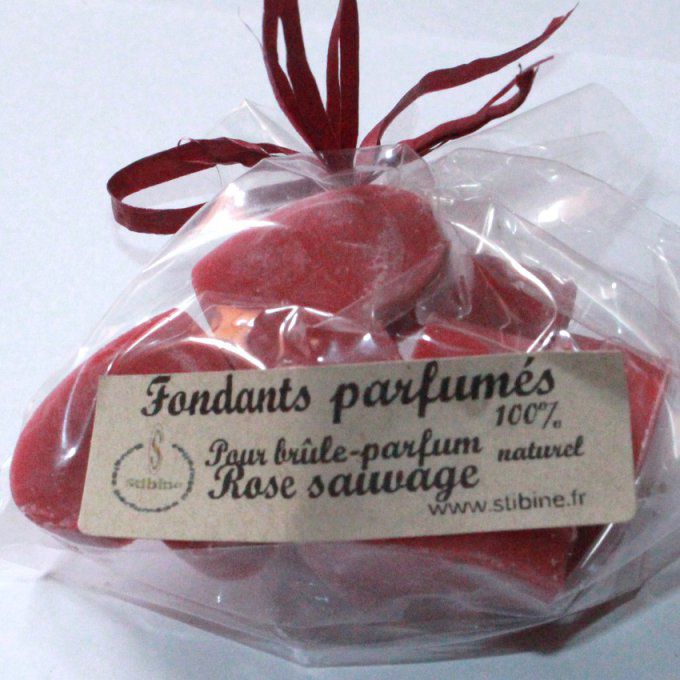 Fondants parfumés
100%
Pour brûle-parfum naturel
Rose sauvage
www.stibine.fr
S
stibine